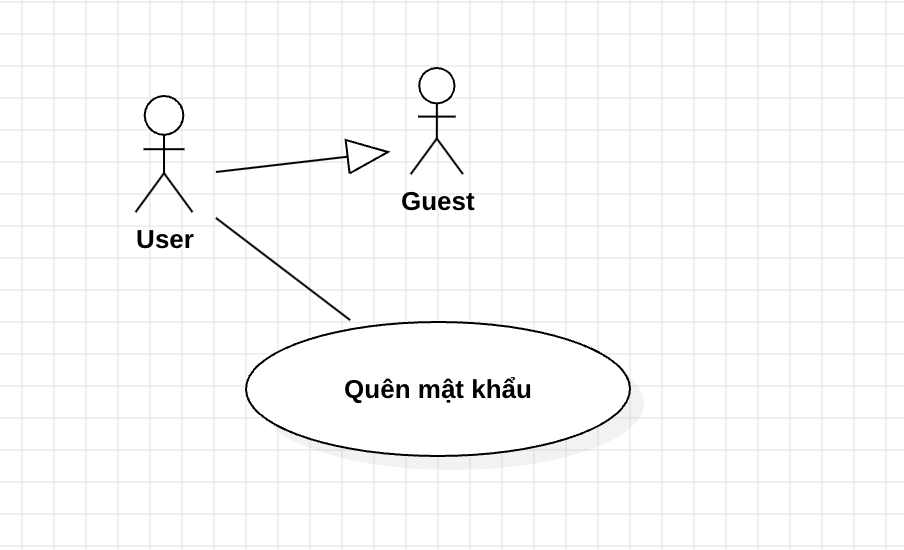 Guest
User
Quên mật khẩu